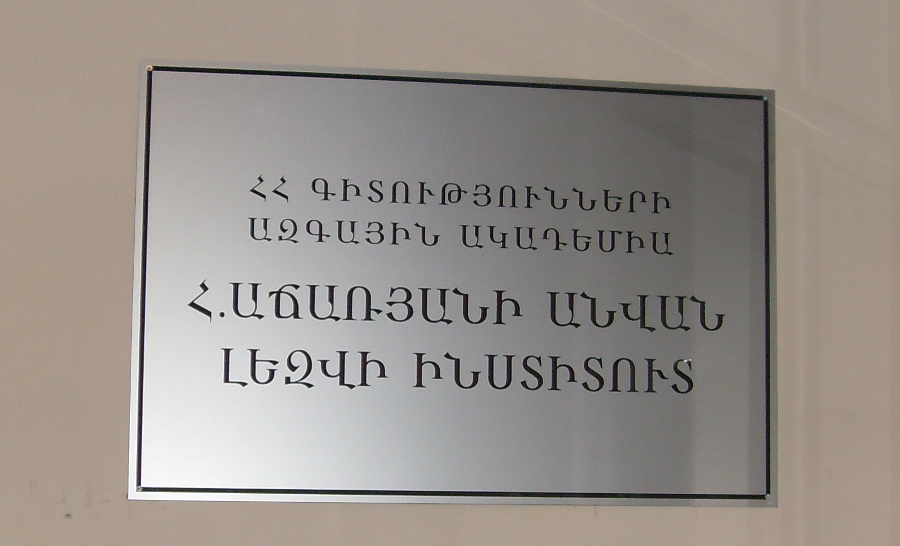 ՀՀ ԳԻՏՈՒԹՅՈՒՆՆԵՐԻ
ԱԶԳԱՅԻՆ ԱԿԱԴԵՄԻԱ
Հ.ԱՃԱՌՅԱՆԻ ԱՆՎԱՆ
ԼԵԶՎԻ ԻՆՍՏԻՏՈՒՏ